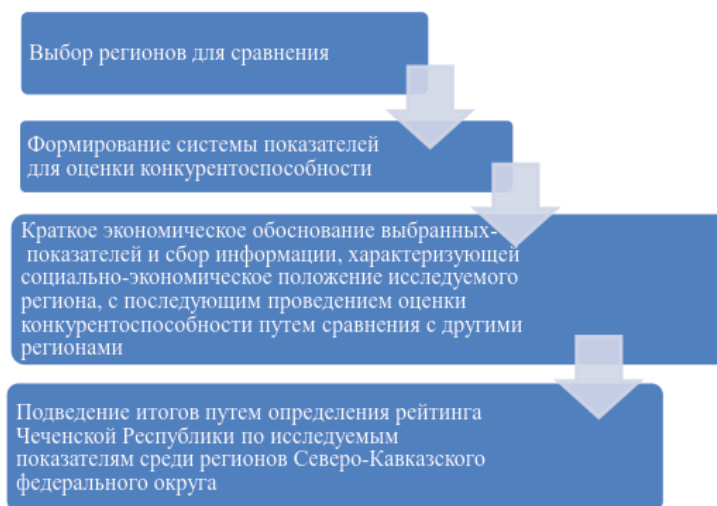 Выбор регионов для сравнения
Формирование системы показателей
для оценки конкурентоспособности
Краткое экономическое обоснование выбранных-
показателей и сбор информации, характеризующей
социально-экономическое положение исследуемого
региона, с последующим проведением оценки
конкурентоспособности путем сравнения с другими
регионами
Подведение итогов путем определения рейтинга
Чеченской Республики по исследуемым
показателям среди регионов Северо-Кавказского
федерального округа